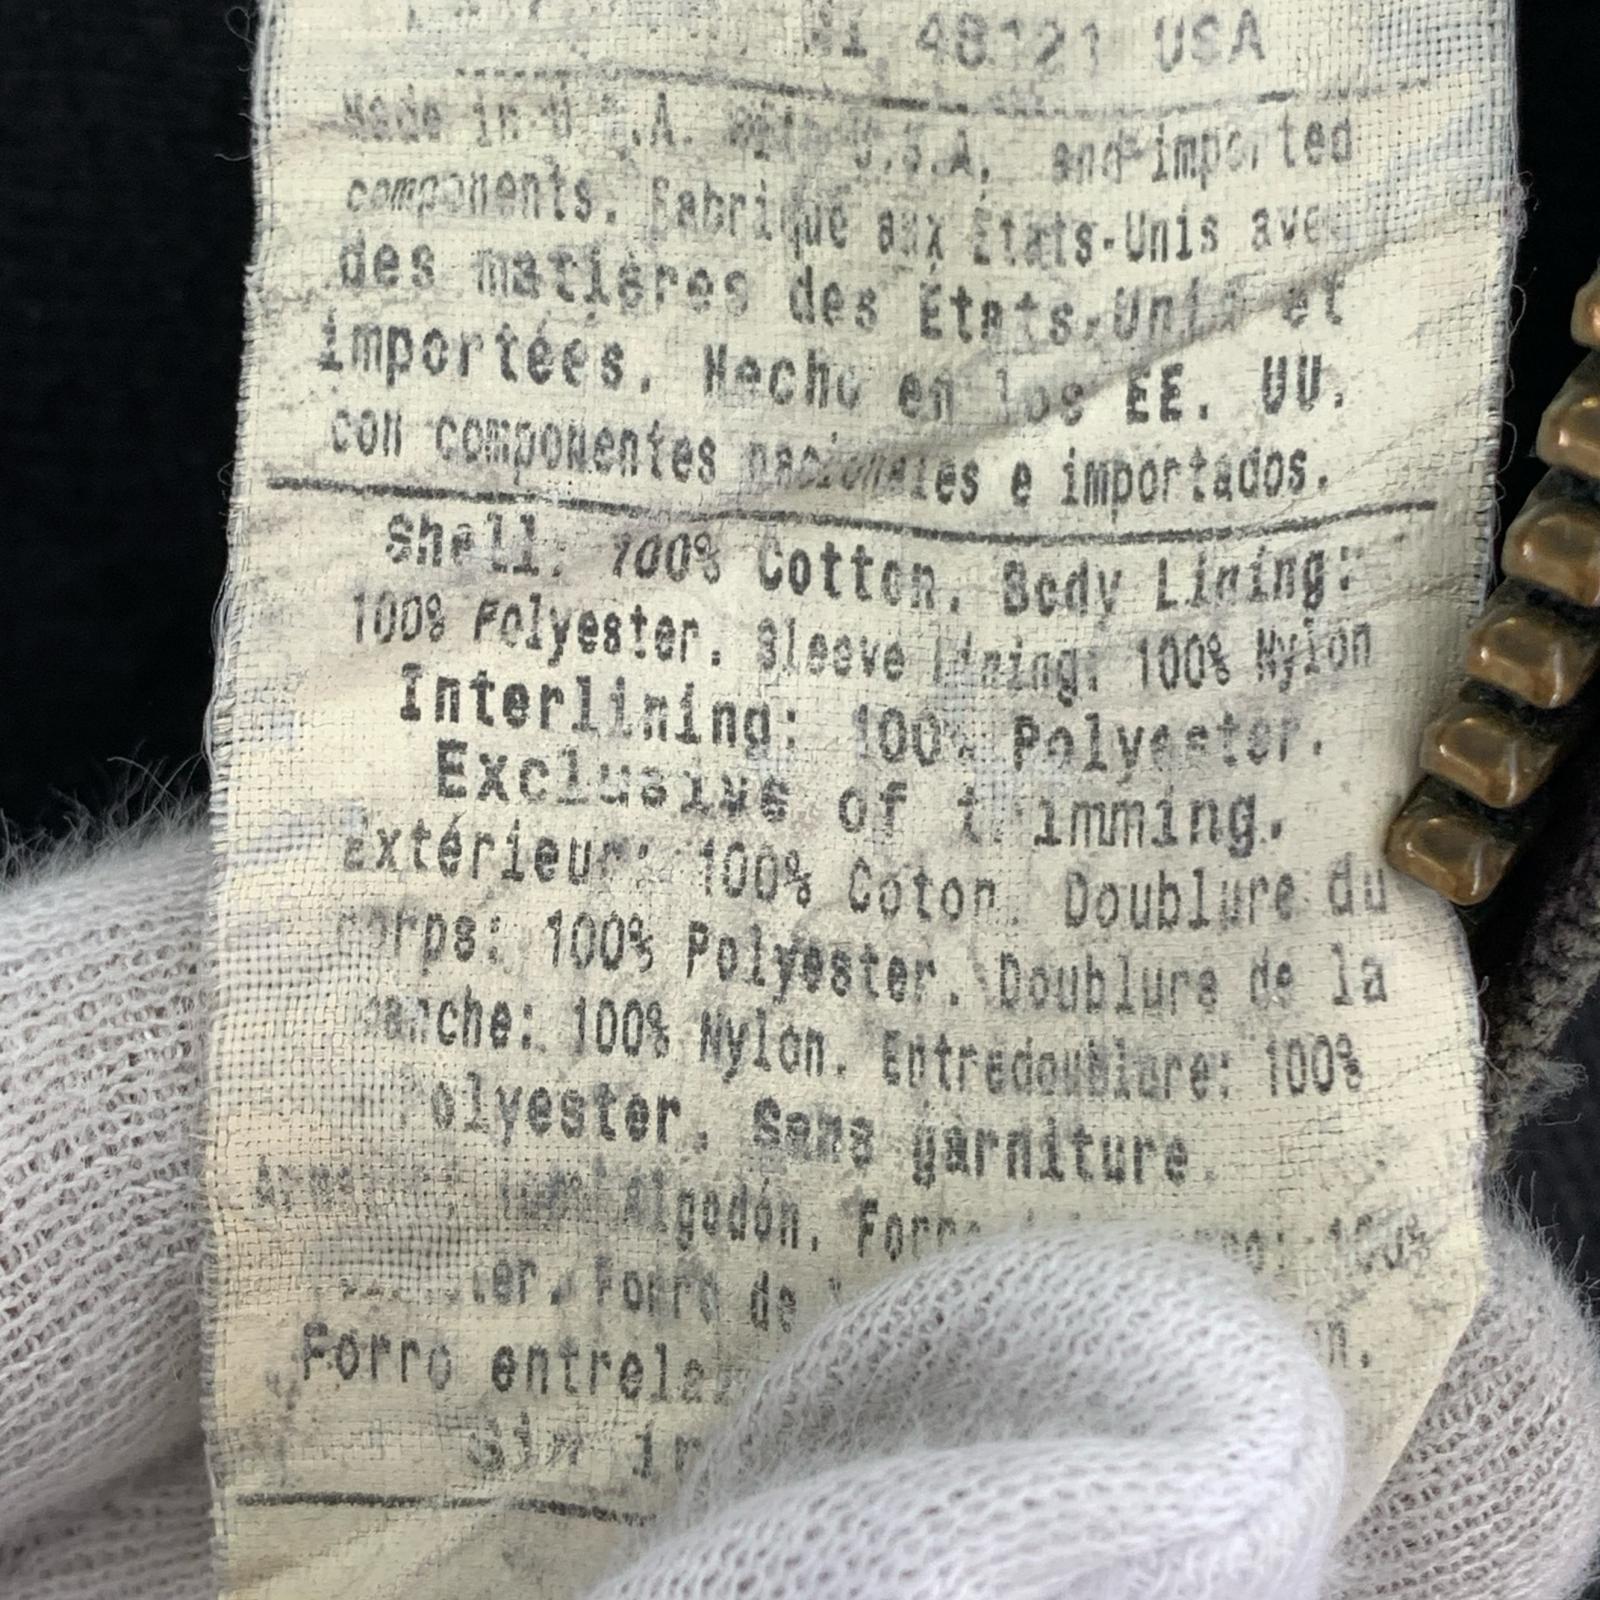 MI 48121 USA
Made in U.S.A. with U.S.A. and imported
components. Fabriqué aux États-Unis avec
des matières des États-Unis et
importées. Hecho en los EE. UU.
con componentes nacionales e importados.
Shell: 100% Cotton. Body Lining:
100% Polyester. Sleeve Lining: 100% Nylon
Interlining: 100% Polyester.
Exclusive of trimming.
Extérieur: 100% Coton. Doublure du
corps: 100% Polyester. Doublure de la
manche: 100% Nylon. Entredoublure: 100%
Polyester. Sans garniture.
Algodón. Forro 100%
Forro de
Forro
Sin